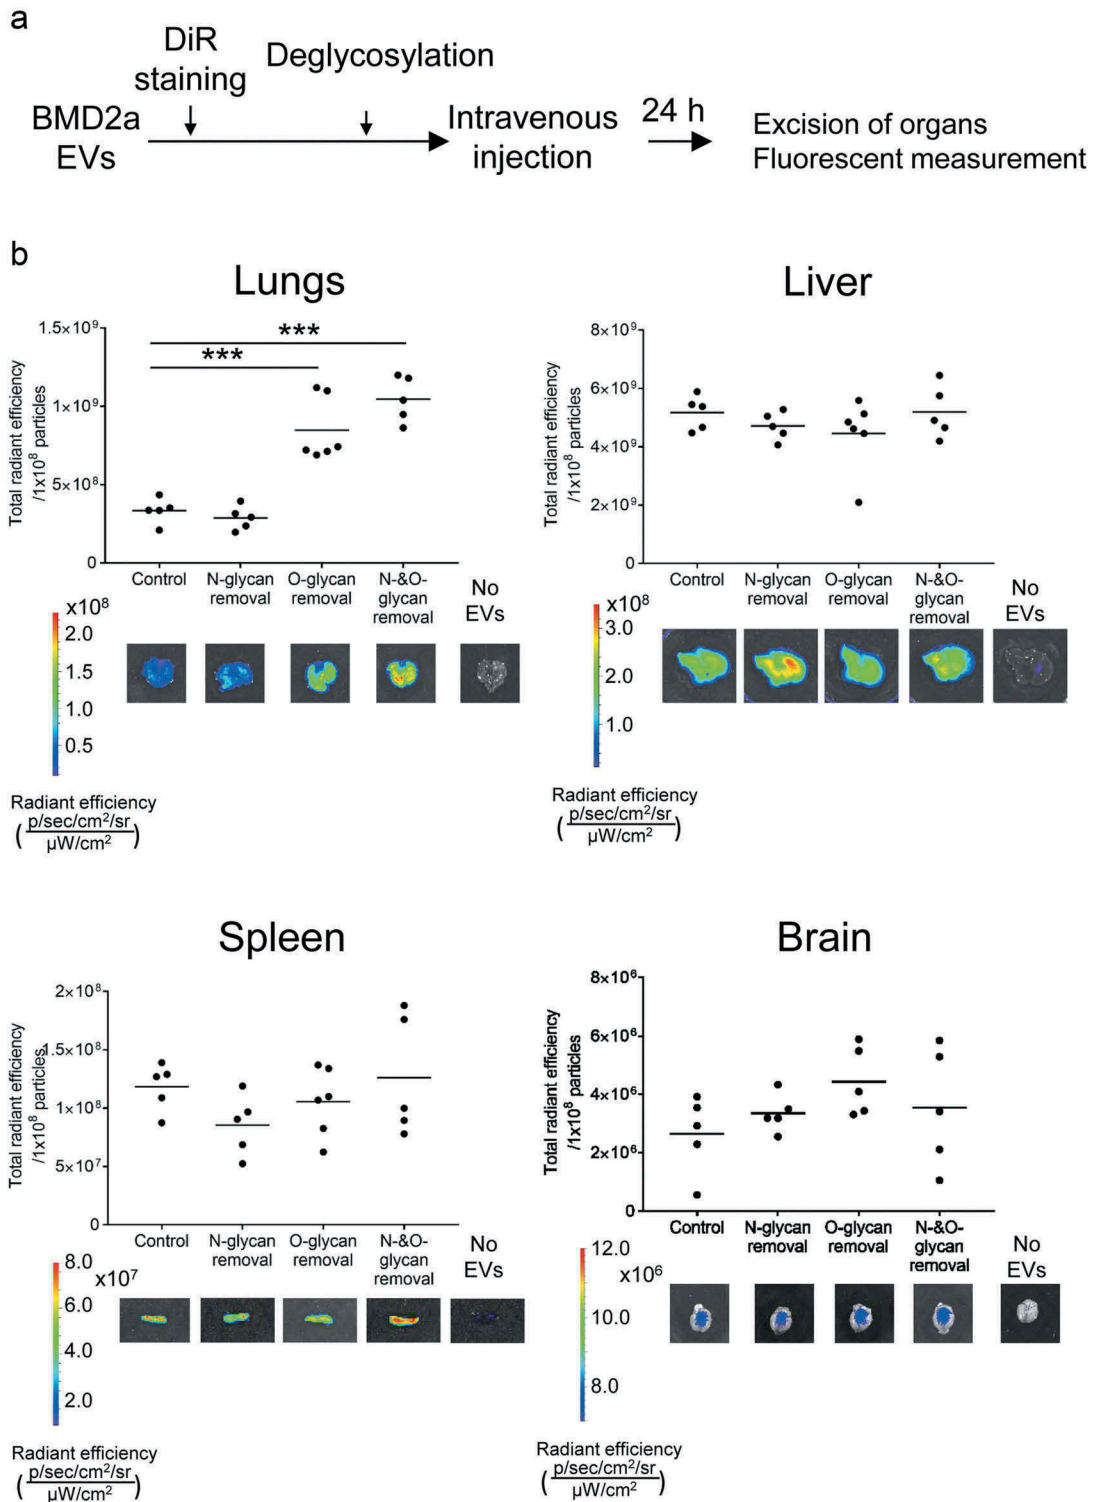 a
DiR
staining
Deglycosylation
BMD2a
EVs
Intravenous
injection
24 h
Excision of organs
Fluorescent measurement
b
Lungs
Total radiant efficiency
/1x10⁸ particles
1.5×10⁹
1×10⁹
5×10⁸
0
***
***
Control
N-glycan
removal
O-glycan
removal
N-&O-
glycan
removal
No
EVs
x10⁸
2.0
1.5
1.0
0.5
Radiant efficiency
(p/sec/cm²/sr
µW/cm²)
Liver
Total radiant efficiency
/1x10⁸ particles
8×10⁹
6×10⁹
4×10⁹
2×10⁹
0
Control
N-glycan
removal
O-glycan
removal
N-&O-
glycan
removal
No
EVs
x10⁸
3.0
2.0
1.0
Radiant efficiency
(p/sec/cm²/sr
µW/cm²)
Spleen
Total radiant efficiency
/1x10⁸ particles
2×10⁸
1.5×10⁸
1×10⁸
5×10⁷
0
Control
N-glycan
removal
O-glycan
removal
N-&O-
glycan
removal
No
EVs
8.0
x10⁷
6.0
4.0
2.0
Radiant efficiency
(p/sec/cm²/sr
µW/cm²)
Brain
Total radiant efficiency
/1x10⁸ particles
8×10⁶
6×10⁶
4×10⁶
2×10⁶
0
Control
N-glycan
removal
O-glycan
removal
N-&O-
glycan
removal
No
EVs
12.0
x10⁶
10.0
8.0
Radiant efficiency
(p/sec/cm²/sr
µW/cm²)